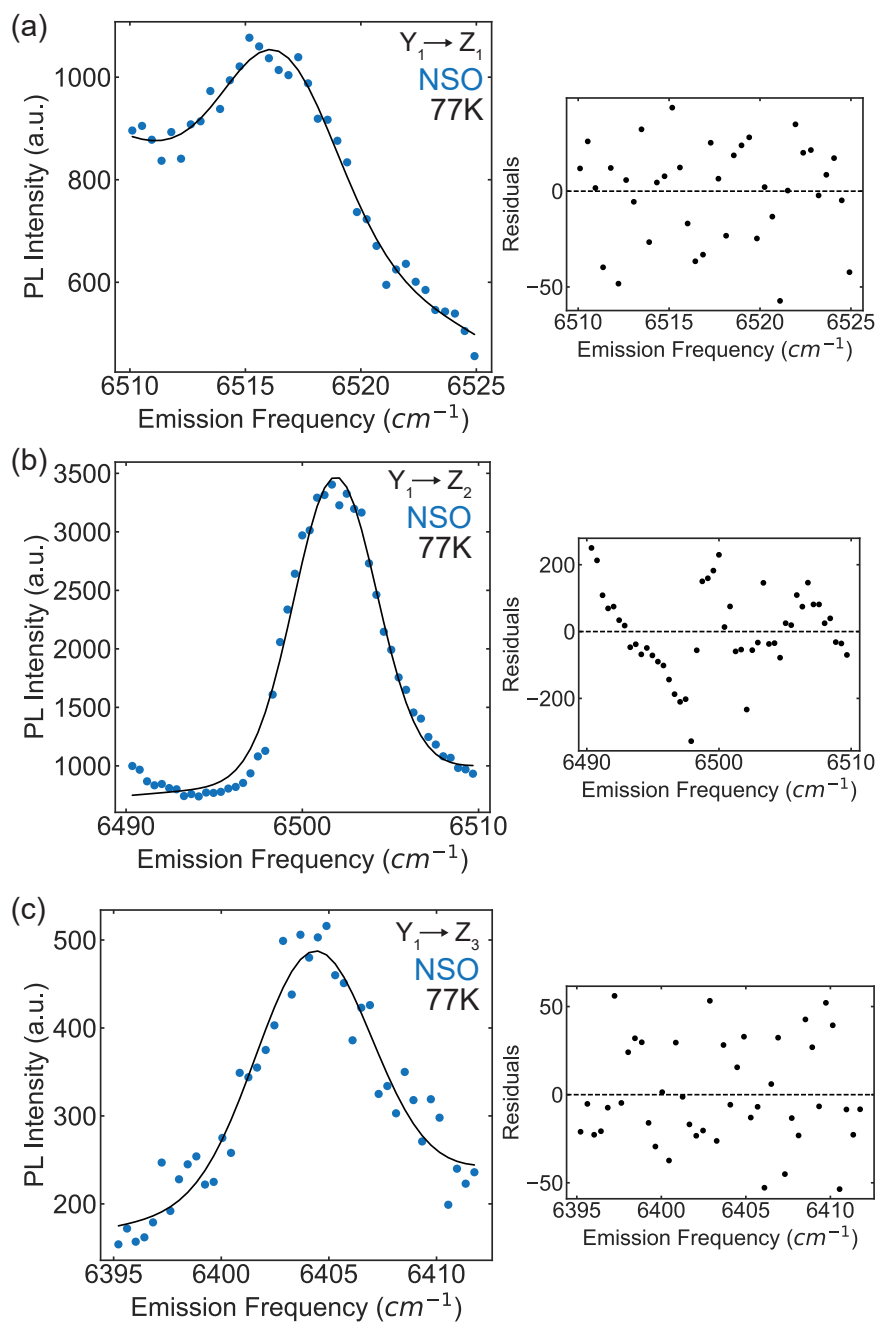 (a)
Y₁→ Z₁
NSO
77K
PL Intensity (a.u.)
1000
800
600
6510 6515 6520 6525
Emission Frequency (cm⁻¹)
Residuals
0
−50
6510 6515 6520 6525
Emission Frequency (cm⁻¹)
(b)
Y₁→ Z₂
NSO
77K
PL Intensity (a.u.)
3500
3000
2500
2000
1500
1000
6490 6500 6510
Emission Frequency (cm⁻¹)
Residuals
200
0
−200
6490 6500 6510
Emission Frequency (cm⁻¹)
(c)
Y₁→ Z₃
NSO
77K
PL Intensity (a.u.)
500
400
300
200
6395 6400 6405 6410
Emission Frequency (cm⁻¹)
Residuals
50
0
−50
6395 6400 6405 6410
Emission Frequency (cm⁻¹)